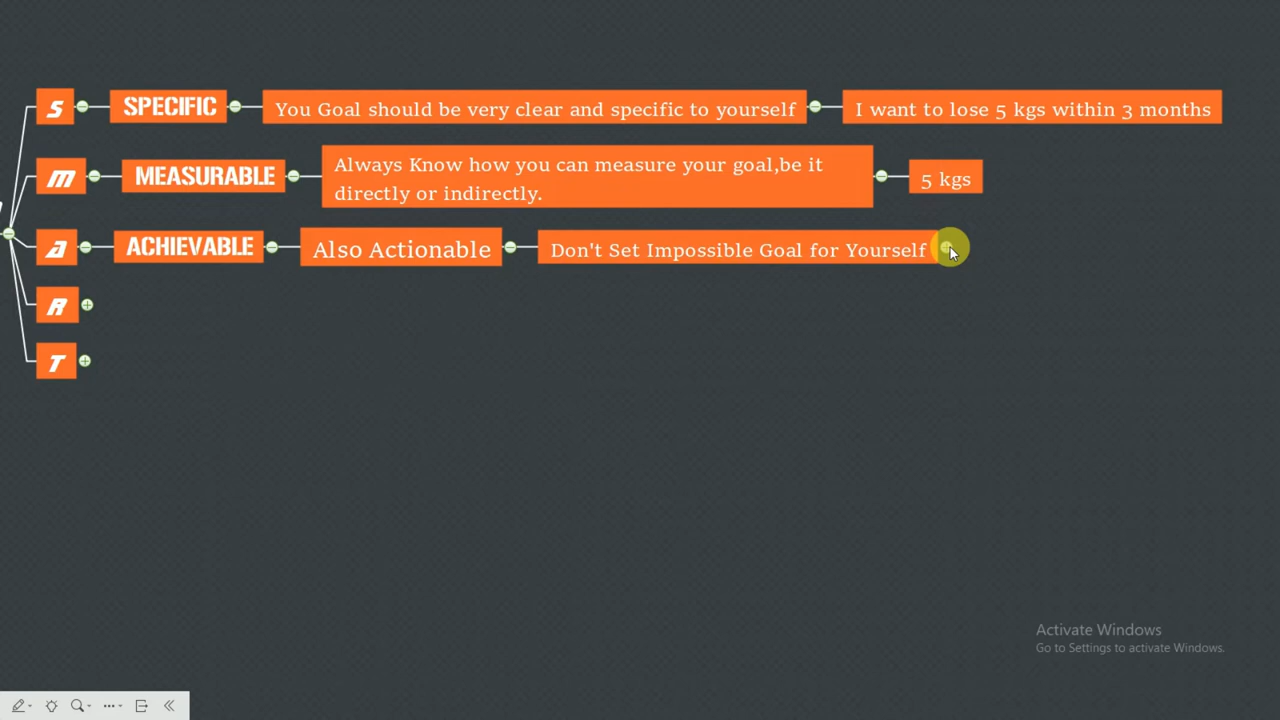 S
SPECIFIC
You Goal should be very clear and specific to yourself
I want to lose 5 kgs within 3 months
M
MEASURABLE
Always Know how you can measure your goal,be it
directly or indirectly.
5 kgs
A
ACHIEVABLE
Also Actionable
Don't Set Impossible Goal for Yourself
R
T
Activate Windows
Go to Settings to activate Windows.